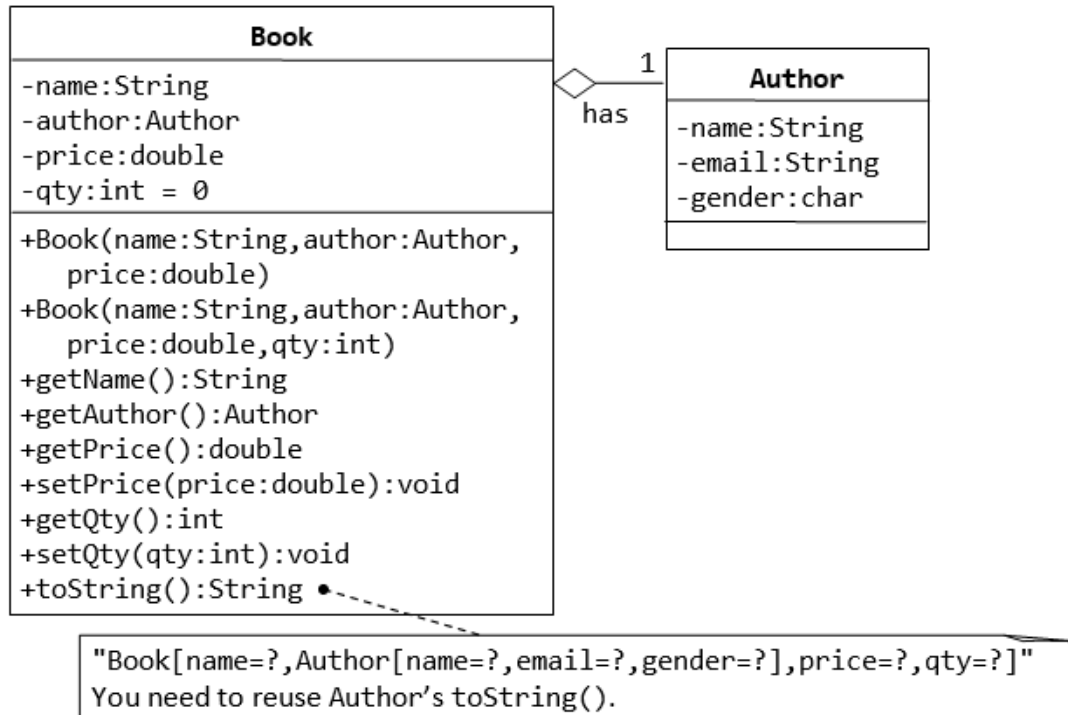 Book
-name:String
-author:Author
-price:double
-qty:int = 0
+Book(name:String,author:Author,
price:double)
+Book(name:String,author:Author,
price:double,qty:int)
+getName():String
+getAuthor():Author
+getPrice():double
+setPrice(price:double):void
+getQty():int
+setQty(qty:int):void
+toString():String
1
has
Author
-name:String
-email:String
-gender:char
"Book[name=?,Author[name=?,email=?,gender=?],price=?,qty=?]"
You need to reuse Author’s toString().